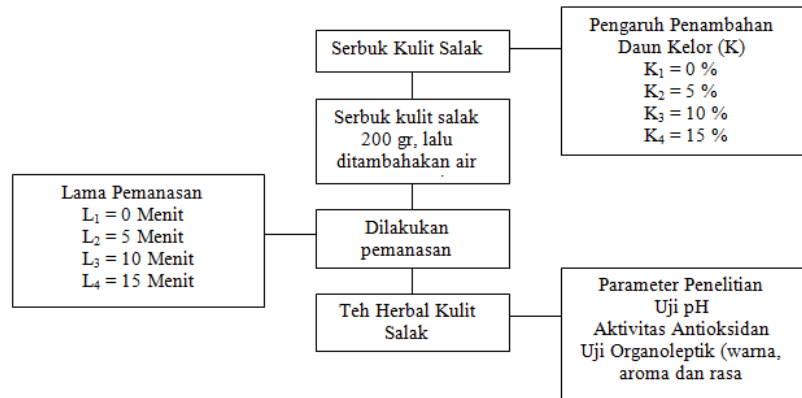 Serbuk Kulit Salak
Pengaruh Penambahan
Daun Kelor (K)
K₁ = 0 %
K₂ = 5 %
K₃ = 10 %
K₄ = 15 %
Serbuk kulit salak
200 gr, lalu
ditambahakan air
Lama Pemanasan
L₁ = 0 Menit
L₂ = 5 Menit
L₃ = 10 Menit
L₄ = 15 Menit
Dilakukan
pemanasan
Teh Herbal Kulit
Salak
Parameter Penelitian
Uji pH
Aktivitas Antioksidan
Uji Organoleptik (warna,
aroma dan rasa